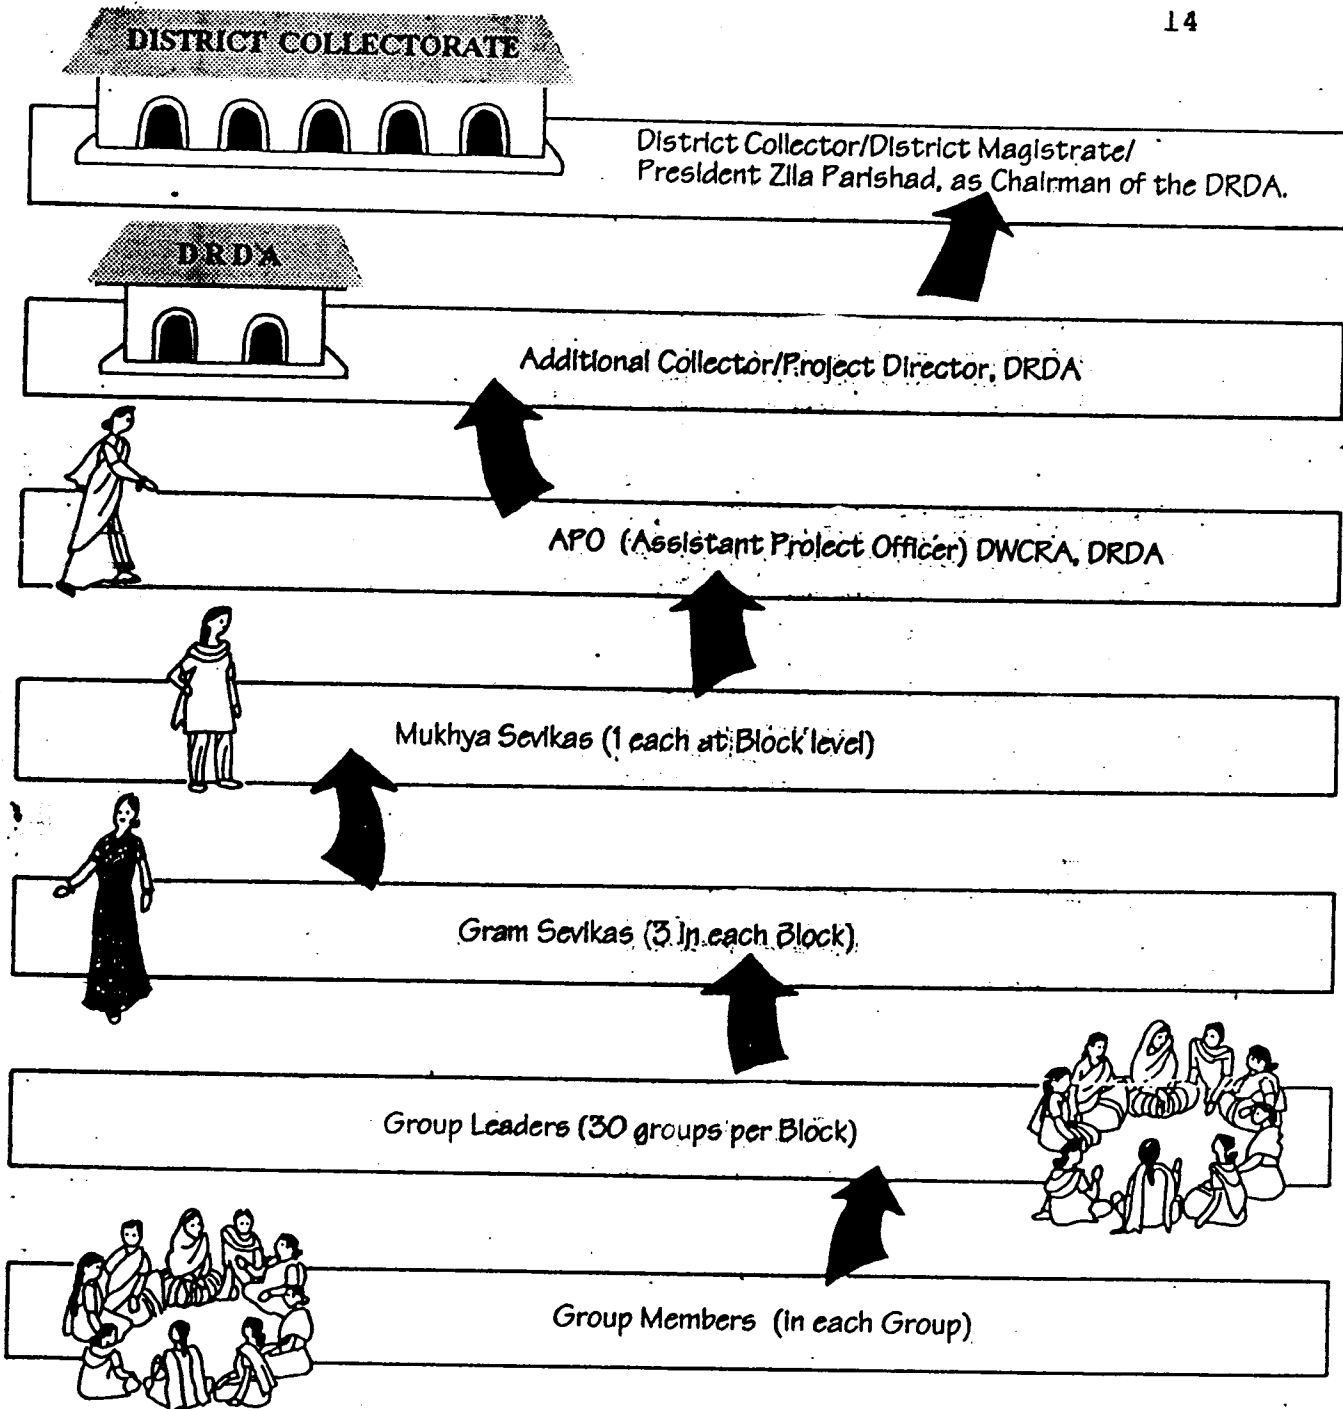 14
DISTRICT COLLECTORATE
District Collector/District Magistrate/
President Zila Parishad, as Chairman of the DRDA.
DRDA
Additional Collector/Project Director, DRDA
APO (Assistant Project Officer) DWCRA, DRDA
Mukhya Sevikas (1 each at Block level)
Gram Sevikas (3 in each Block)
Group Leaders (30 groups per Block)
Group Members (in each Group)